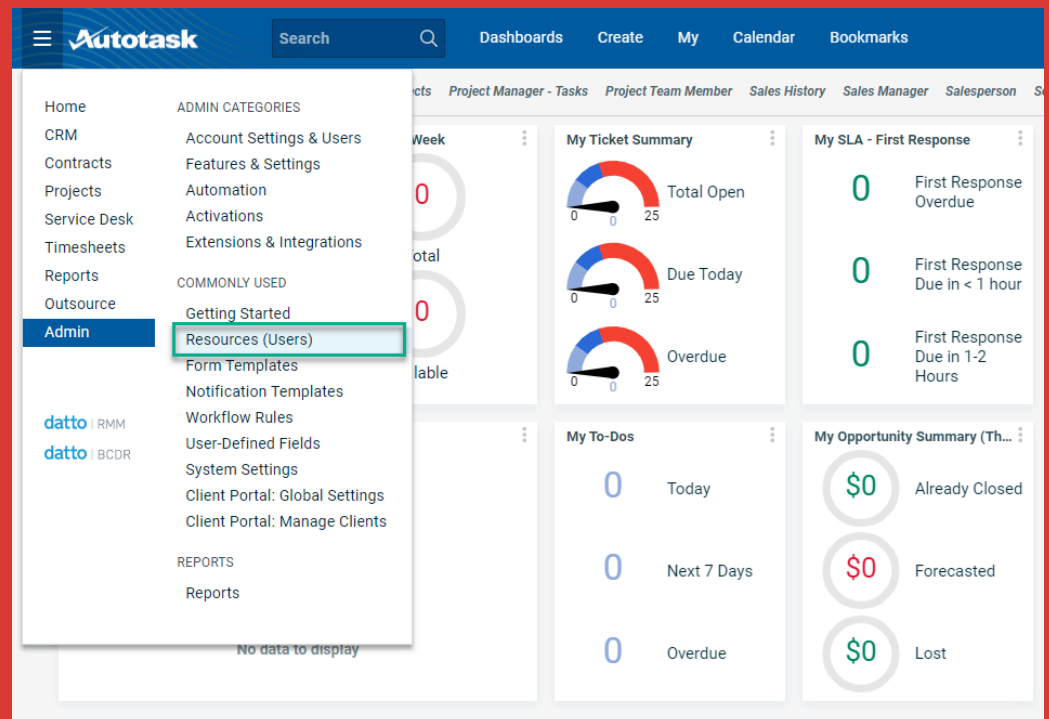 Autotask
Search
Dashboards
Create
My
Calendar
Bookmarks
Project Manager - Tasks
Project Team Member
Sales History
Sales Manager
Salesperson
Home
CRM
Contracts
Projects
Service Desk
Timesheets
Reports
Outsource
Admin
datto | RMM
datto | BCDR
ADMIN CATEGORIES
Account Settings & Users
Features & Settings
Automation
Activations
Extensions & Integrations
COMMONLY USED
Getting Started
Resources (Users)
Form Templates
Notification Templates
Workflow Rules
User-Defined Fields
System Settings
Client Portal: Global Settings
Client Portal: Manage Clients
REPORTS
Reports
Week
0
0
No data to display
My Ticket Summary
0
0
25
Total Open
0
0
25
Due Today
0
0
25
Overdue
My SLA - First Response
0
First Response
Overdue
0
First Response
Due in < 1 hour
0
First Response
Due in 1-2
Hours
My To-Dos
0
Today
0
Next 7 Days
0
Overdue
My Opportunity Summary (Th...
$0
Already Closed
$0
Forecasted
$0
Lost